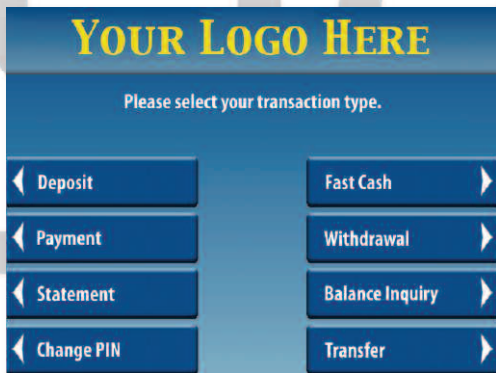 YOUR LOGO HERE
Please select your transaction type.
Deposit
Fast Cash
Payment
Withdrawal
Statement
Balance Inquiry
Change PIN
Transfer